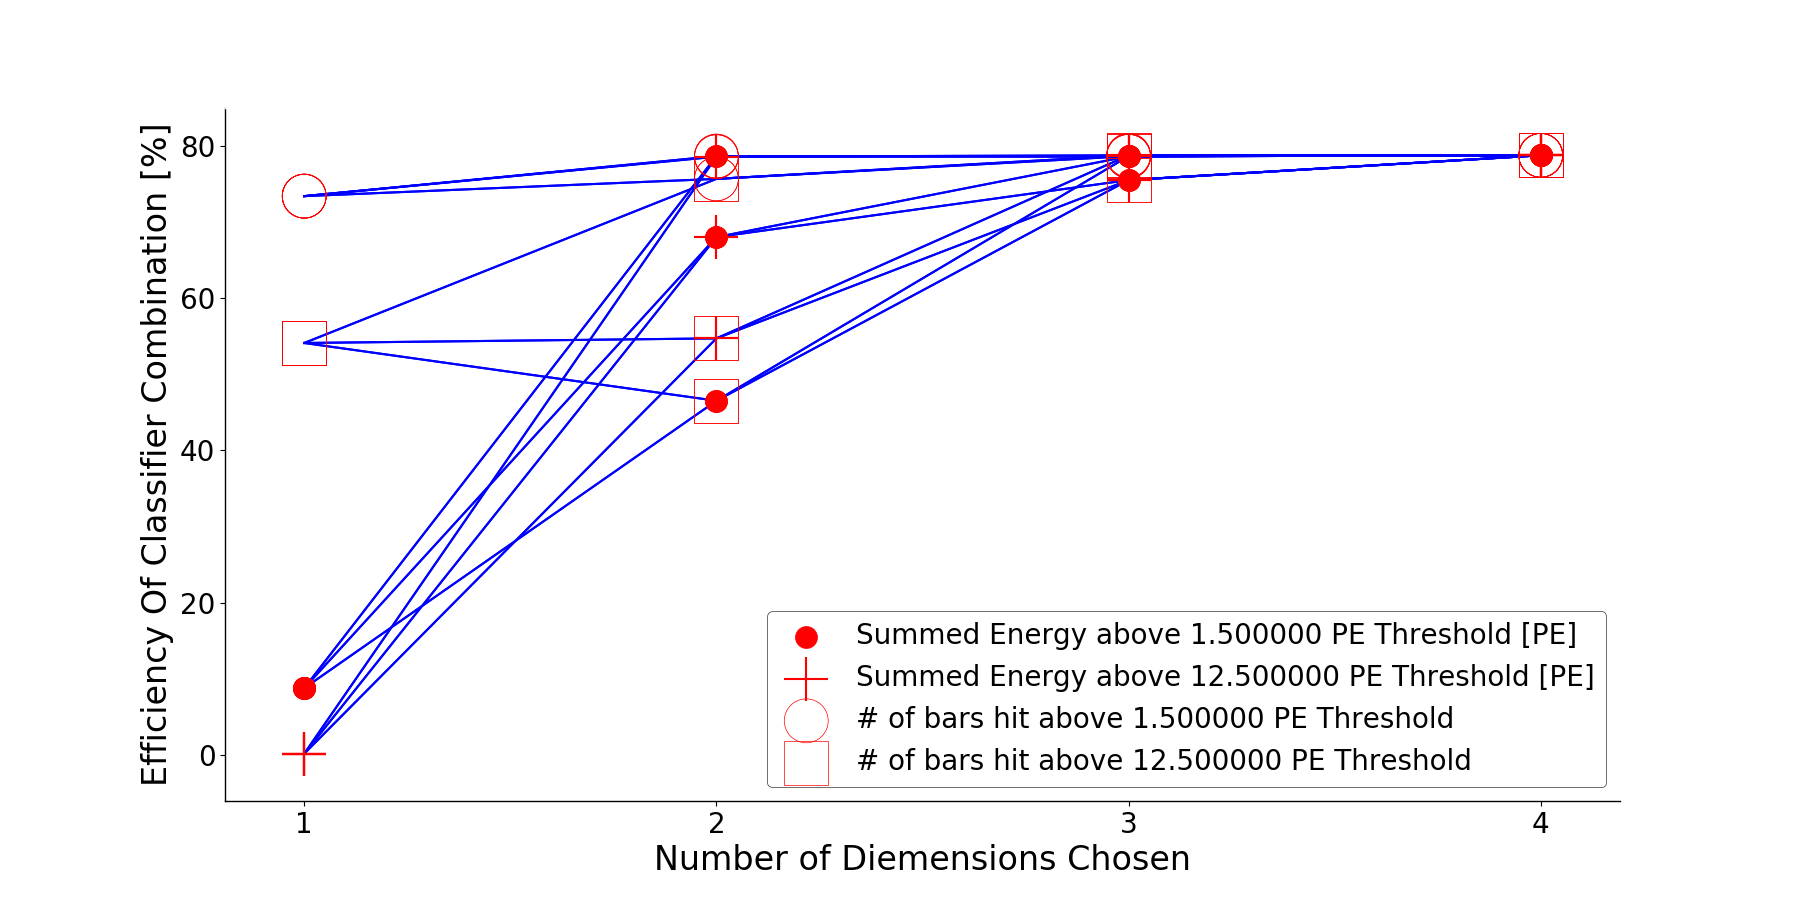 Efficiency Of Classifier Combination [%]
80
60
40
20
0
1
2
3
4
Number of Diemensions Chosen
Summed Energy above 1.500000 PE Threshold [PE]
Summed Energy above 12.500000 PE Threshold [PE]
# of bars hit above 1.500000 PE Threshold
# of bars hit above 12.500000 PE Threshold